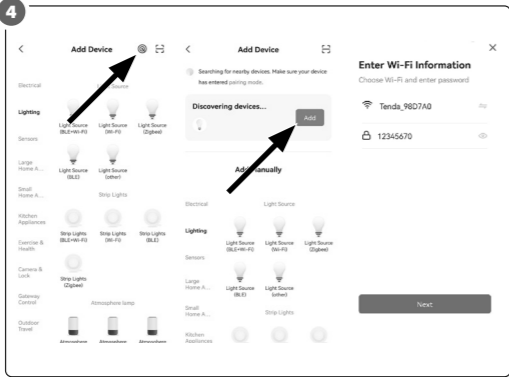 4
Add Device
Electrical
Light Source
Lighting
Light Source
(BLE+Wi-Fi)
Light Source
(Wi-Fi)
Light Source
(Zigbee)
Sensors
Large
Home A...
Light Source
(BLE)
Light Source
(other)
Small
Home A...
Strip Lights
Kitchen
Appliances
Exercise &
Health
Strip Lights
(BLE+Wi-Fi)
Strip Lights
(Wi-Fi)
Strip Lights
(BLE)
Camera &
Lock
Strip Lights
(Zigbee)
Gateway
Control
Atmosphere lamp
Outdoor
Travel
Atmosphere
Atmosphere
Atmosphere
Add Device
Searching for nearby devices. Make sure your device
has entered pairing mode.
Discovering devices...
Add
Add Manually
Electrical
Light Source
Lighting
Light Source
(BLE+Wi-Fi)
Light Source
(Wi-Fi)
Light Source
(Zigbee)
Sensors
Large
Home A...
Light Source
(BLE)
Light Source
(other)
Small
Home A...
Strip Lights
Kitchen
Appliances
Enter Wi-Fi Information
Choose Wi-Fi and enter password
Tenda_98D7A0
12345670
Next